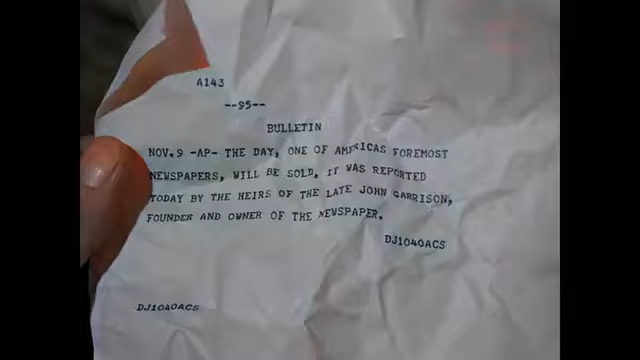 A143
--95--
BULLETIN
NOV.9 -AP- THE DAY, ONE OF AMERICAS FOREMOST
NEWSPAPERS, WILL BE SOLD, IT WAS REPORTED
TODAY BY THE HEIRS OF THE LATE JOHN GARRISON,
FOUNDER AND OWNER OF THE NEWSPAPER.
DJ1040ACS
DJ1040ACS